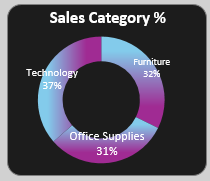 Sales Category %
Furniture
32%
Technology
37%
Office Supplies
31%